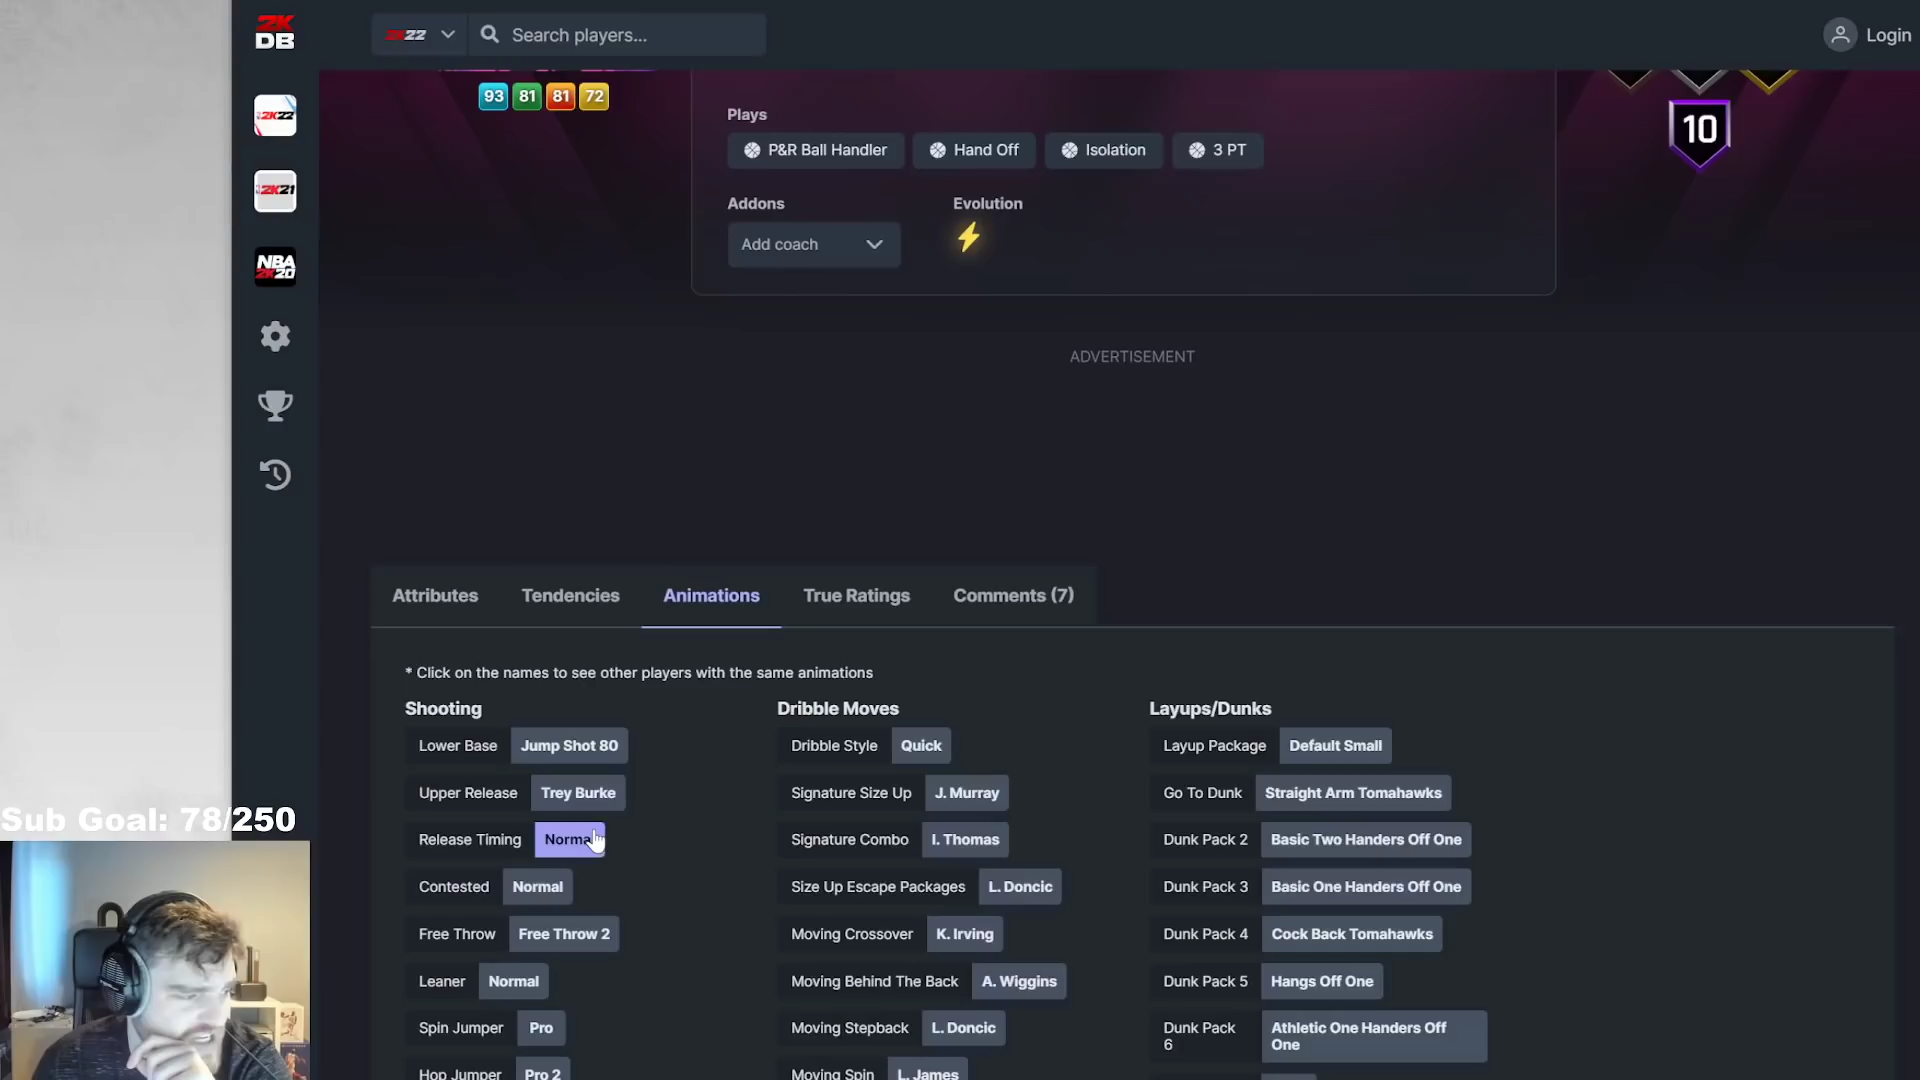 2K DB
2K22
Search players...
Login
2K22
2K21
NBA 2K20
93 81 81 72
Plays
P&R Ball Handler Hand Off Isolation 3 PT
10
Addons Evolution
Add coach
ADVERTISEMENT
Attributes Tendencies Animations True Ratings Comments (7)
* Click on the names to see other players with the same animations
Shooting
Lower Base Jump Shot 80
Upper Release Trey Burke
Release Timing Normal
Contested Normal
Free Throw Free Throw 2
Leaner Normal
Spin Jumper Pro
Hop Jumper Pro 2
Dribble Moves
Dribble Style Quick
Signature Size Up J. Murray
Signature Combo I. Thomas
Size Up Escape Packages L. Doncic
Moving Crossover K. Irving
Moving Behind The Back A. Wiggins
Moving Stepback L. Doncic
Moving Spin L. James
Layups/Dunks
Layup Package Default Small
Go To Dunk Straight Arm Tomahawks
Dunk Pack 2 Basic Two Handers Off One
Dunk Pack 3 Basic One Handers Off One
Dunk Pack 4 Cock Back Tomahawks
Dunk Pack 5 Hangs Off One
Dunk Pack 6 Athletic One Handers Off One
Sub Goal: 78/250